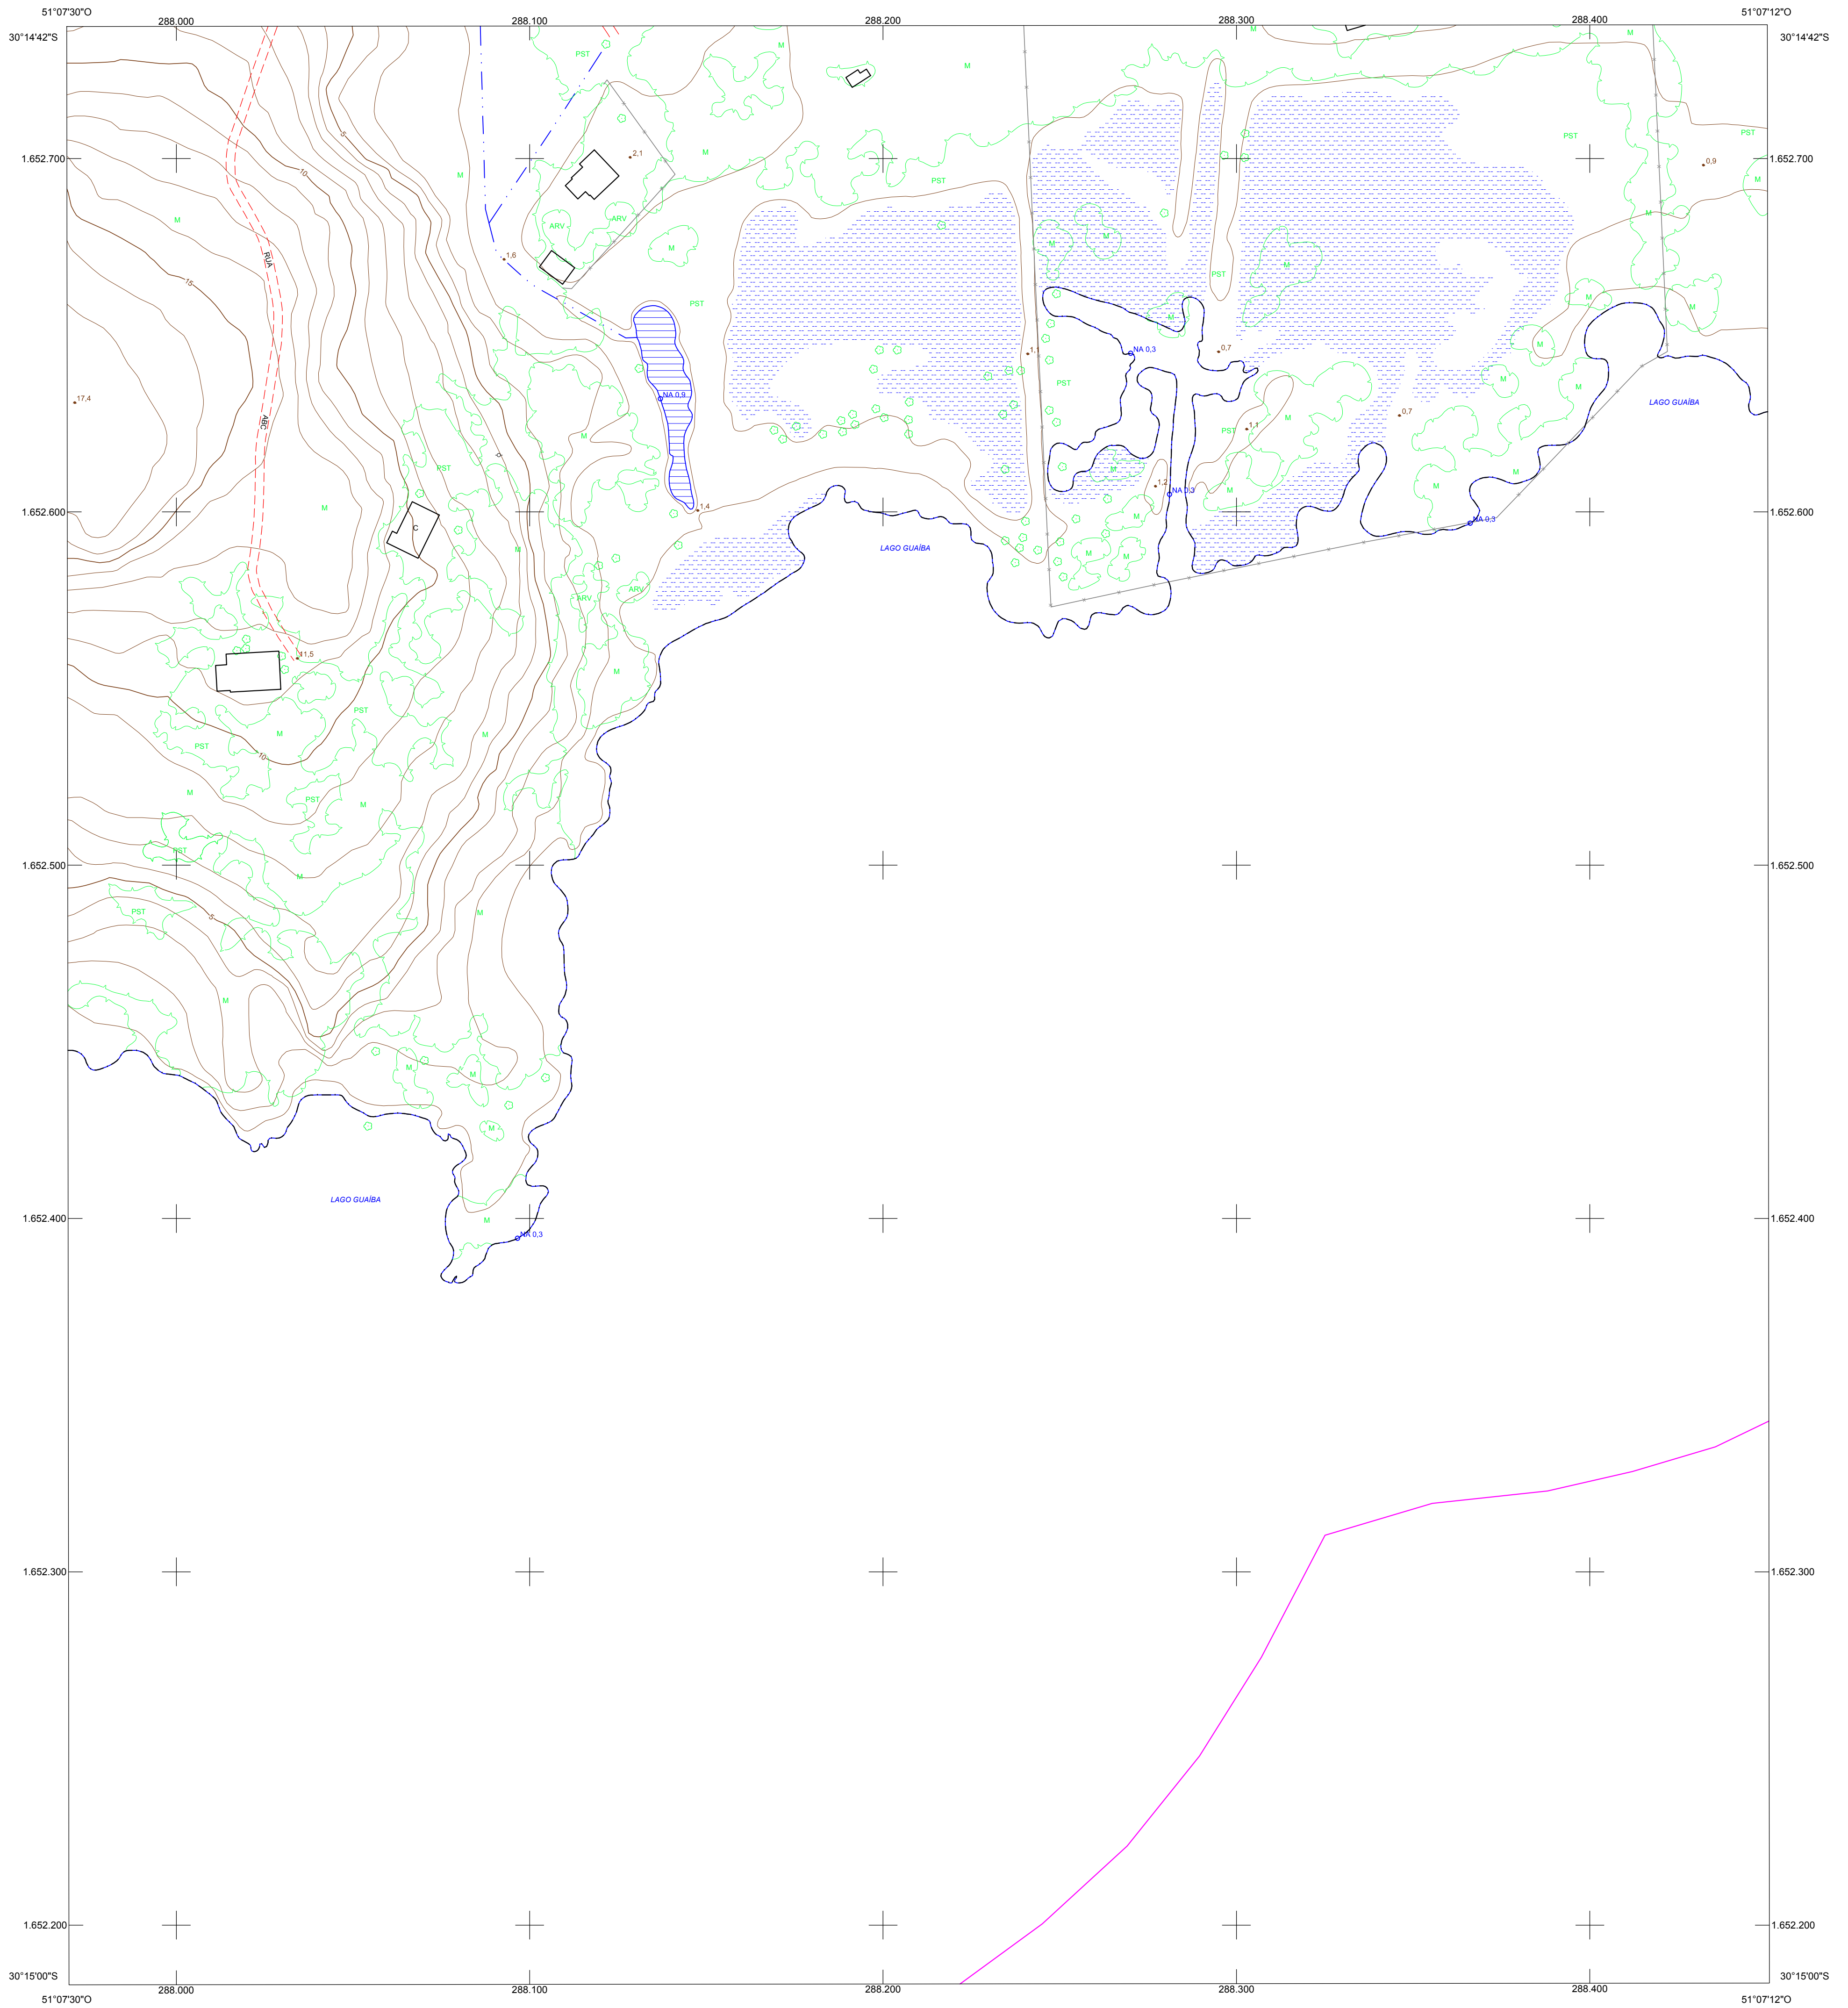 51°07'30"O
51°07'12"O
288.000
288.100
288.200
288.300
288.400
30°14'42"S
30°14'42"S
M
M
M
PST
M
5
PST
PST
1.652.700
2,1
M
1.652.700
0,9
10
M
PST
M
M
ARV
ARV
M
M
M
M
RUA
1,6
M
M
PST
15
PST
M
M
M
M
1,1
NA 0,3
0,7
PST
M
M
17,4
NA 0,9
LAGO GUAÍBA
0,7
M
ABC
1,1
PST
M
0
PST
M
M
1,2
NA 0,3
M
M
M
1,4
1.652.600
C
M
NA 0,3
1.652.600
M
LAGO GUAÍBA
M
M
ARV
ARV
11,5
M
PST
M
M
PST
10
M
PST
M
PST
1.652.500
1.652.500
M
PST
5
M
M
M
M
M
LAGO GUAÍBA
1.652.400
M
1.652.400
NA 0,3
1.652.300
1.652.300
1.652.200
1.652.200
30°15'00"S
30°15'00"S
288.000
288.100
288.200
288.300
288.400
51°07'30"O
51°07'12"O